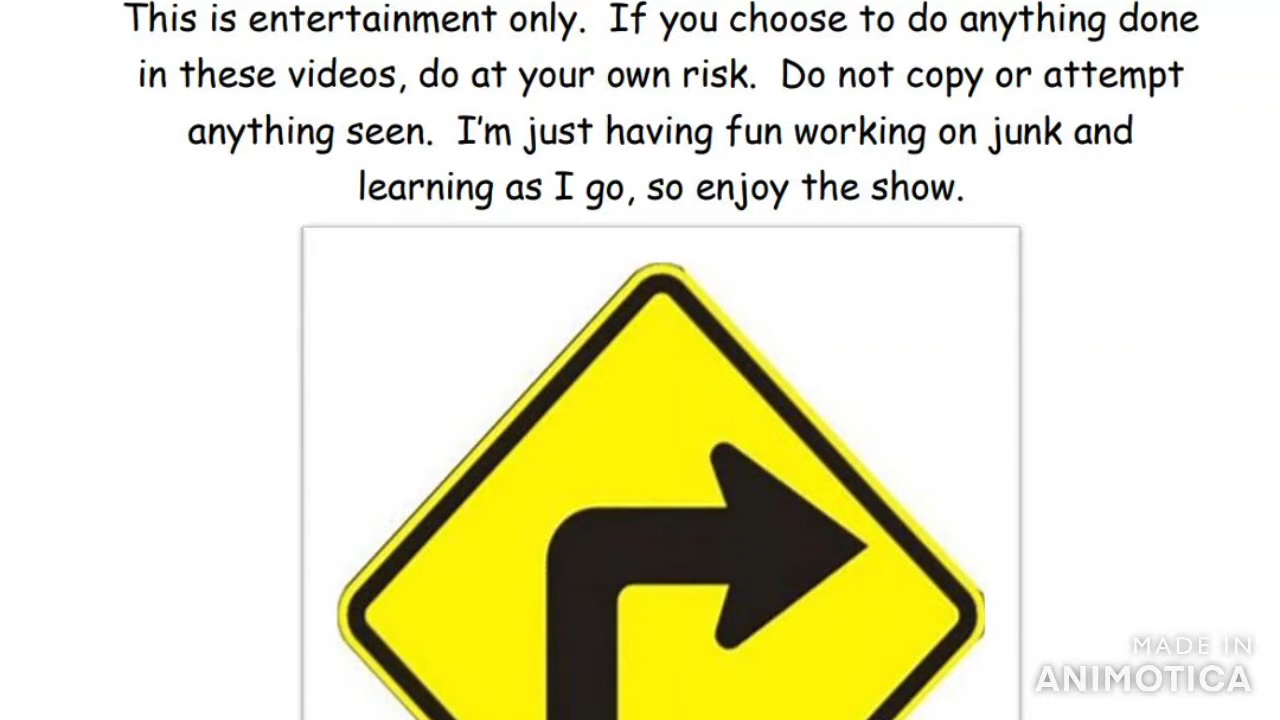 This is entertainment only.  If you choose to do anything done
in these videos, do at your own risk.  Do not copy or attempt
anything seen.  I'm just having fun working on junk and
learning as I go, so enjoy the show.
MADE IN
ANIMOTICA